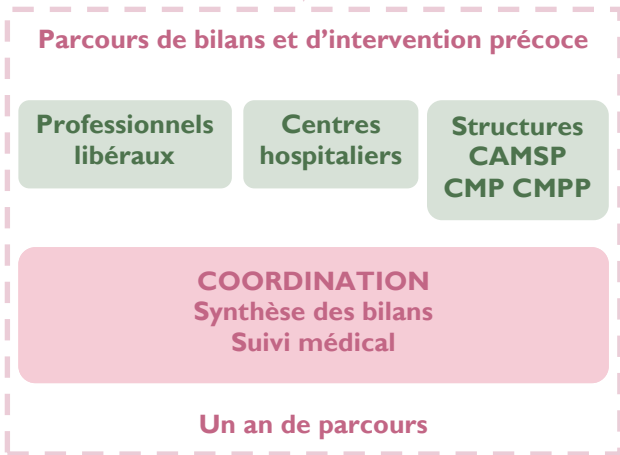 Parcours de bilans et d’intervention précoce
Professionnels
libéraux
Centres
hospitaliers
Structures
CAMSP
CMP CMPP
COORDINATION
Synthèse des bilans
Suivi médical
Un an de parcours